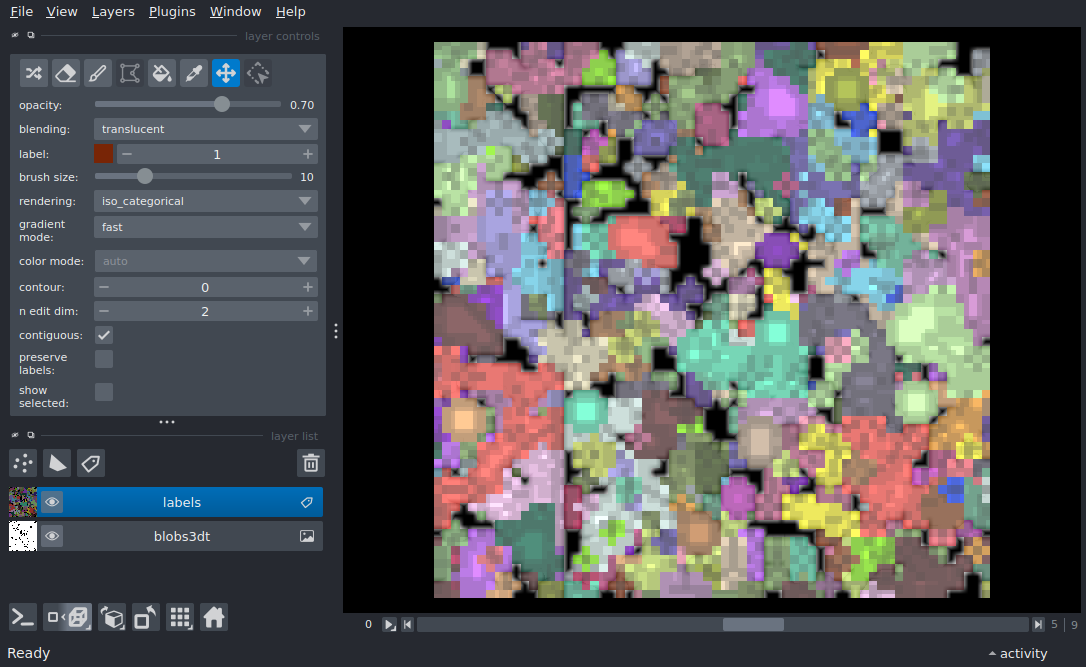 File View Layers Plugins Window Help
layer controls
opacity: 0.70
blending: translucent
label: 1
brush size: 10
rendering: iso_categorical
gradient
mode: fast
color mode: auto
contour: 0
n edit dim: 2
contiguous:
preserve
labels:
show
selected:
layer list
labels
blobs3dt
0 5 | 9
Ready
activity